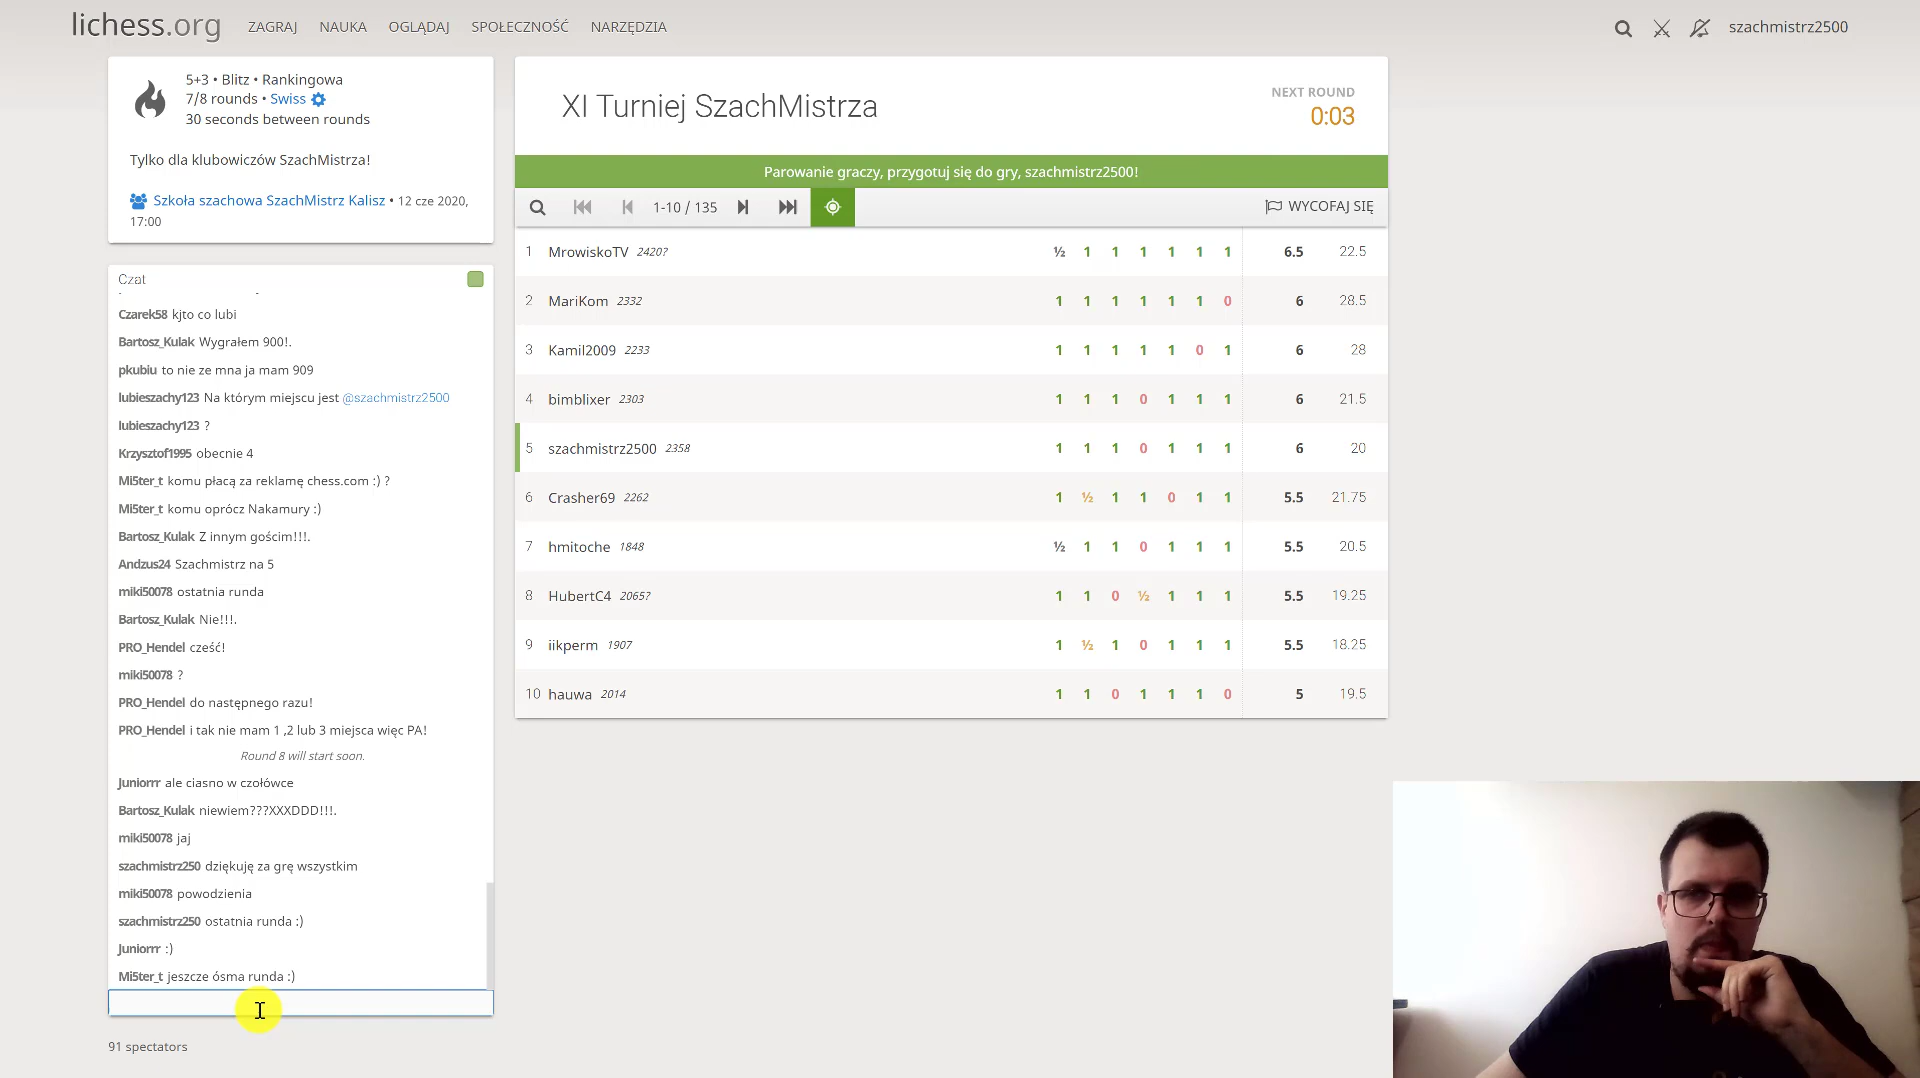 lichess.org ZAGRAJ NAUKA OGLĄDAJ SPOŁECZNOŚĆ NARZĘDZIA szachmistrz2500
5+3 • Blitz • Rankingowa
7/8 rounds • Swiss
30 seconds between rounds
Tylko dla klubowiczów SzachMistrza!
Szkoła szachowa SzachMistrz Kalisz • 12 cze 2020,
17:00
Czat
Czarek58 kjto co lubi
Bartosz_Kulak Wygrałem 900!.
pkubiu to nie ze mna ja mam 909
lubieszachy123 Na którym miejscu jest @szachmistrz2500
lubieszachy123 ?
Krzysztof1995 obecnie 4
Mi5ter_t komu płacą za reklamę chess.com :) ?
Mi5ter_t komu oprócz Nakamury :)
Bartosz_Kulak Z innym gościm!!!.
Andzus24 Szachmistrz na 5
miki50078 ostatnia runda
Bartosz_Kulak Nie!!!.
PRO_Hendel cześć!
miki50078 ?
PRO_Hendel do następnego razu!
PRO_Hendel i tak nie mam 1 ,2 lub 3 miejsca więc PA!
Round 8 will start soon.
Juniorrr ale ciasno w czołówce
Bartosz_Kulak niewiem???XXXDDD!!!.
miki50078 jaj
szachmistrz250 dziękuję za grę wszystkim
miki50078 powodzienia
szachmistrz250 ostatnia runda :)
Juniorrr :)
Mi5ter_t jeszcze ósma runda :)
91 spectators
XI Turniej SzachMistrza
NEXT ROUND
0:03
Parowanie graczy, przygotuj się do gry, szachmistrz2500!
1-10 / 135 WYCOFAJ SIĘ
1 MrowiskoTV 2420? ½ 1 1 1 1 1 1 6.5 22.5
2 MariKom 2332 1 1 1 1 1 1 0 6 28.5
3 Kamil2009 2233 1 1 1 1 1 0 1 6 28
4 bimblixer 2303 1 1 1 0 1 1 1 6 21.5
5 szachmistrz2500 2358 1 1 1 0 1 1 1 6 20
6 Crasher69 2262 1 ½ 1 1 0 1 1 5.5 21.75
7 hmitoche 1848 ½ 1 1 0 1 1 1 5.5 20.5
8 HubertC4 2065? 1 1 0 ½ 1 1 1 5.5 19.25
9 iikperm 1907 1 ½ 1 0 1 1 1 5.5 18.25
10 hauwa 2014 1 1 0 1 1 1 0 5 19.5